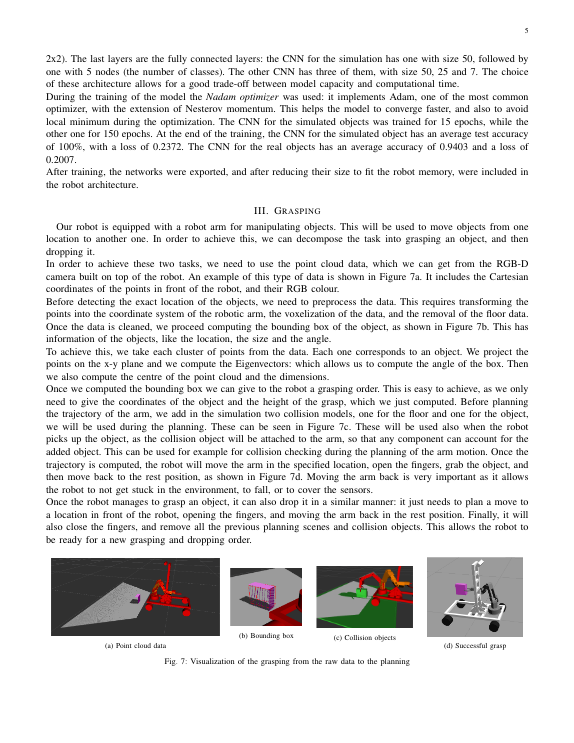 5
2x2). The last layers are the fully connected layers: the CNN for the simulation has one with size 50, followed by
one with 5 nodes (the number of classes). The other CNN has three of them, with size 50, 25 and 7. The choice
of these architecture allows for a good trade-off between model capacity and computational time.
During the training of the model the Nadam optimizer was used: it implements Adam, one of the most common
optimizer, with the extension of Nesterov momentum. This helps the model to converge faster, and also to avoid
local minimum during the optimization. The CNN for the simulated objects was trained for 15 epochs, while the
other one for 150 epochs. At the end of the training, the CNN for the simulated object has an average test accuracy
of 100%, with a loss of 0.2372. The CNN for the real objects has an average accuracy of 0.9403 and a loss of
0.2007.
After training, the networks were exported, and after reducing their size to fit the robot memory, were included in
the robot architecture.
III. Grasping
Our robot is equipped with a robot arm for manipulating objects. This will be used to move objects from one
location to another one. In order to achieve this, we can decompose the task into grasping an object, and then
dropping it.
In order to achieve these two tasks, we need to use the point cloud data, which we can get from the RGB-D
camera built on top of the robot. An example of this type of data is shown in Figure 7a. It includes the Cartesian
coordinates of the points in front of the robot, and their RGB colour.
Before detecting the exact location of the objects, we need to preprocess the data. This requires transforming the
points into the coordinate system of the robotic arm, the voxelization of the data, and the removal of the floor data.
Once the data is cleaned, we proceed computing the bounding box of the object, as shown in Figure 7b. This has
information of the objects, like the location, the size and the angle.
To achieve this, we take each cluster of points from the data. Each one corresponds to an object. We project the
points on the x-y plane and we compute the Eigenvectors: which allows us to compute the angle of the box. Then
we also compute the centre of the point cloud and the dimensions.
Once we computed the bounding box we can give to the robot a grasping order. This is easy to achieve, as we only
need to give the coordinates of the object and the height of the grasp, which we just computed. Before planning
the trajectory of the arm, we add in the simulation two collision models, one for the floor and one for the object,
we will be used during the planning. These can be seen in Figure 7c. These will be used also when the robot
picks up the object, as the collision object will be attached to the arm, so that any component can account for the
added object. This can be used for example for collision checking during the planning of the arm motion. Once the
trajectory is computed, the robot will move the arm in the specified location, open the fingers, grab the object, and
then move back to the rest position, as shown in Figure 7d. Moving the arm back is very important as it allows
the robot to not get stuck in the environment, to fall, or to cover the sensors.
Once the robot manages to grasp an object, it can also drop it in a similar manner: it just needs to plan a move to
a location in front of the robot, opening the fingers, and moving the arm back in the rest position. Finally, it will
also close the fingers, and remove all the previous planning scenes and collision objects. This allows the robot to
be ready for a new grasping and dropping order.
(a) Point cloud data
(b) Bounding box
(c) Collision objects
(d) Successful grasp
Fig. 7: Visualization of the grasping from the raw data to the planning